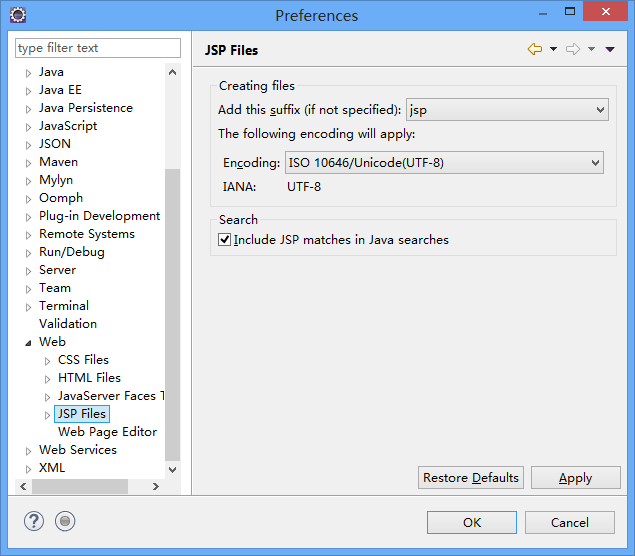 Preferences
type filter text
Java
Java EE
Java Persistence
JavaScript
JSON
Maven
Mylyn
Oomph
Plug-in Development
Remote Systems
Run/Debug
Server
Team
Terminal
Validation
Web
CSS Files
HTML Files
JavaServer Faces T
JSP Files
Web Page Editor
Web Services
XML
JSP Files
Creating files
Add this suffix (if not specified): jsp
The following encoding will apply:
Encoding: ISO 10646/Unicode(UTF-8)
IANA: UTF-8
Search
Include JSP matches in Java searches
Restore Defaults Apply
OK Cancel